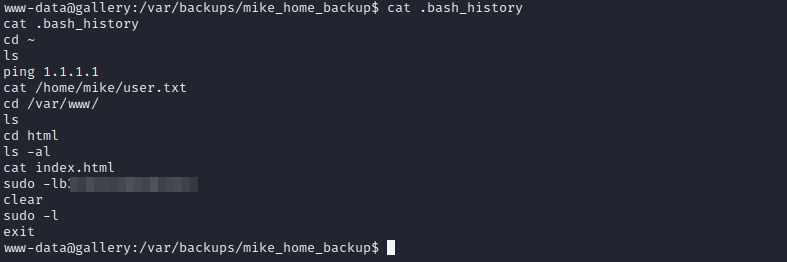 www-data@gallery:/var/backups/mike_home_backup$ cat .bash_history
cat .bash_history
cd ~
ls
ping 1.1.1.1
cat /home/mike/user.txt
cd /var/www/
ls
cd html
ls -al
cat index.html
sudo
clear
sudo -l
exit
www-data@gallery:/var/backups/mike_home_backup$